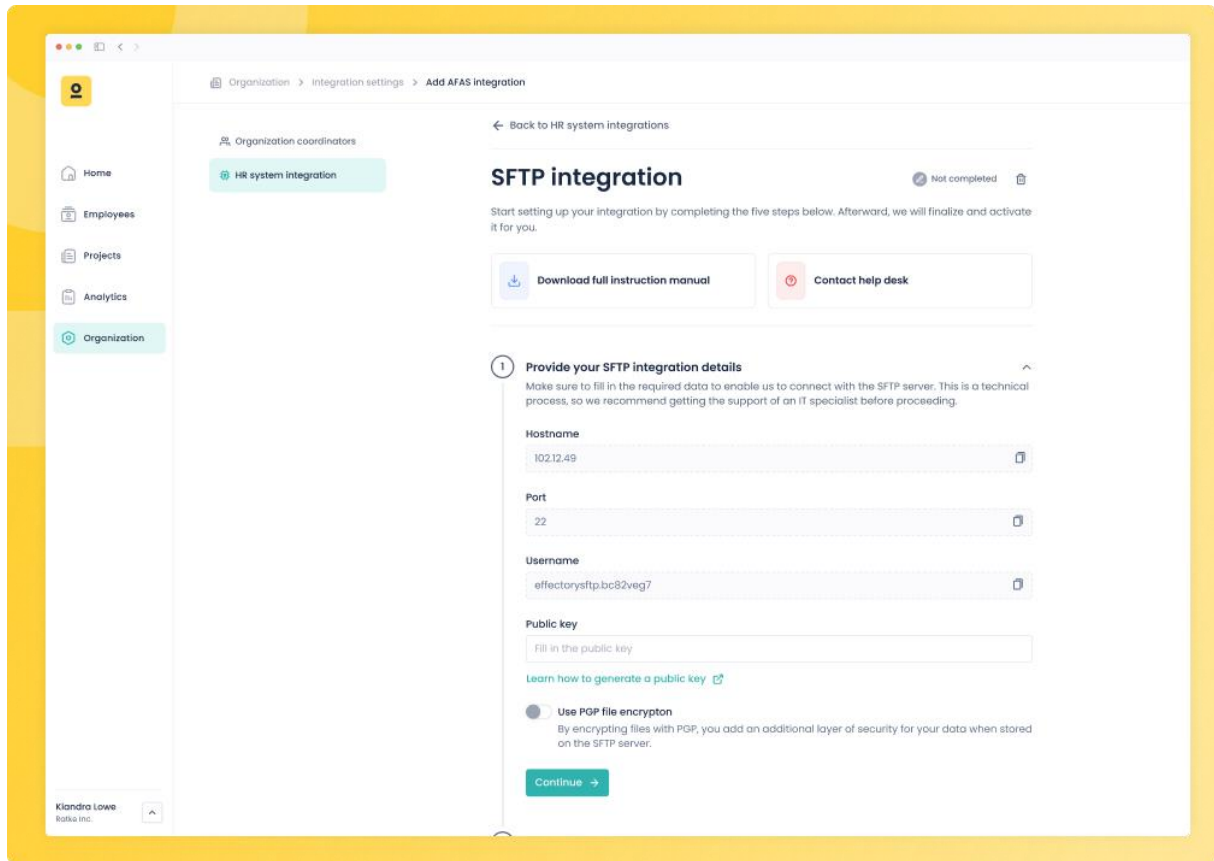 Organization > Integration settings > Add AFAS integration
Home
Employees
Projects
Analytics
Organization
Kiandra Lowe
Ratke Inc.
Organization coordinators
HR system integration
← Back to HR system integrations
SFTP integration
Not completed
Start setting up your integration by completing the five steps below. Afterward, we will finalize and activate
it for you.
Download full instruction manual
Contact help desk
1 Provide your SFTP integration details
Make sure to fill in the required data to enable us to connect with the SFTP server. This is a technical
process, so we recommend getting the support of an IT specialist before proceeding.
Hostname
102.12.49
Port
22
Username
effectorysftp.bc82veg7
Public key
Fill in the public key
Learn how to generate a public key
Use PGP file encrypton
By encrypting files with PGP, you add an additional layer of security for your data when stored
on the SFTP server.
Continue →